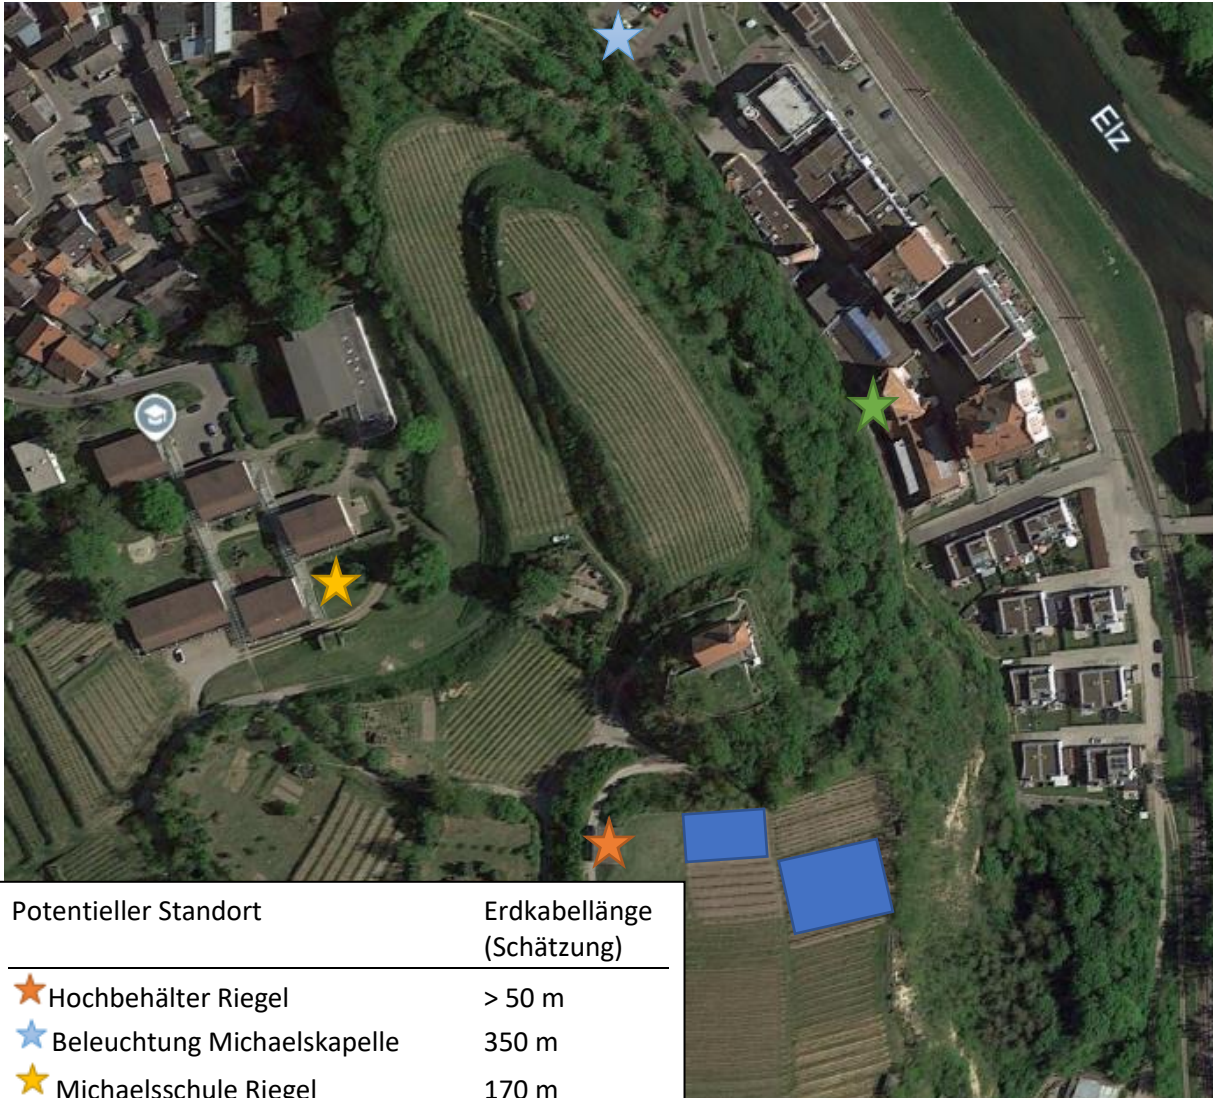 Elz
Potentieller Standort Erdkabellänge
(Schätzung)
Hochbehälter Riegel > 50 m
Beleuchtung Michaelskapelle 350 m
Michaelsschule Riegel 170 m